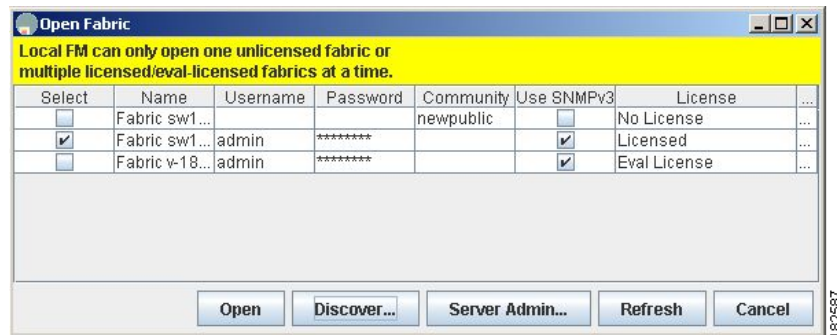 Open Fabric
Local FM can only open one unlicensed fabric or
multiple licensed/eval-licensed fabrics at a time.
Select Name Username Password Community Use SNMPv3 License ...
Fabric sw1... newpublic No License ...
Fabric sw1... admin ******** Licensed ...
Fabric v-18... admin ******** Eval License ...
Open Discover... Server Admin... Refresh Cancel